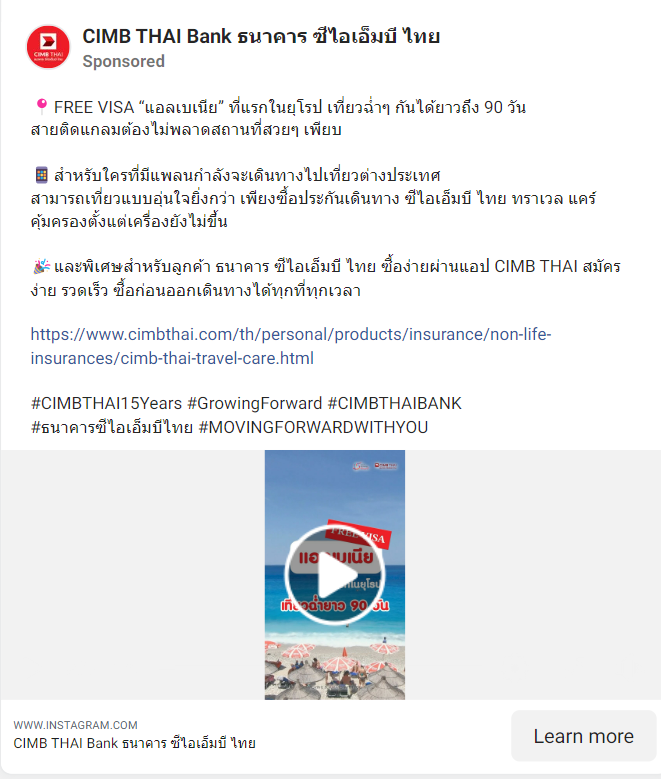 CIMB THAI Bank ธนาคาร ซีไอเอ็มบี ไทย
Sponsored
FREE VISA “แอลเบเนีย” ที่แรกในยุโรป เที่ยวฉ่ำๆ กันได้ยาวถึง 90 วัน
สายติดแกลมต้องไม่พลาดสถานที่สวยๆ เพียบ
สำหรับใครที่มีแพลนกำลังจะเดินทางไปเที่ยวต่างประเทศ
สามารถเที่ยวแบบอุ่นใจยิ่งกว่า เพียงซื้อประกันเดินทาง ซีไอเอ็มบี ไทย ทราเวล แคร์
คุ้มครองตั้งแต่เครื่องยังไม่ขึ้น
และพิเศษสำหรับลูกค้า ธนาคาร ซีไอเอ็มบี ไทย ซื้อง่ายผ่านแอป CIMB THAI สมัคร
ง่าย รวดเร็ว ซื้อก่อนออกเดินทางได้ทุกที่ทุกเวลา
https://www.cimbthai.com/th/personal/products/insurance/non-life-
insurances/cimb-thai-travel-care.html
#CIMBTHAI15Years #GrowingForward #CIMBTHAIBANK
#ธนาคารซีไอเอ็มบีไทย #MOVINGFORWARDWITHYOU
FREE VISA
แอลเบเนีย
เที่ยวฉ่ำยาว 90 วัน
WWW.INSTAGRAM.COM
CIMB THAI Bank ธนาคาร ซีไอเอ็มบี ไทย
Learn more